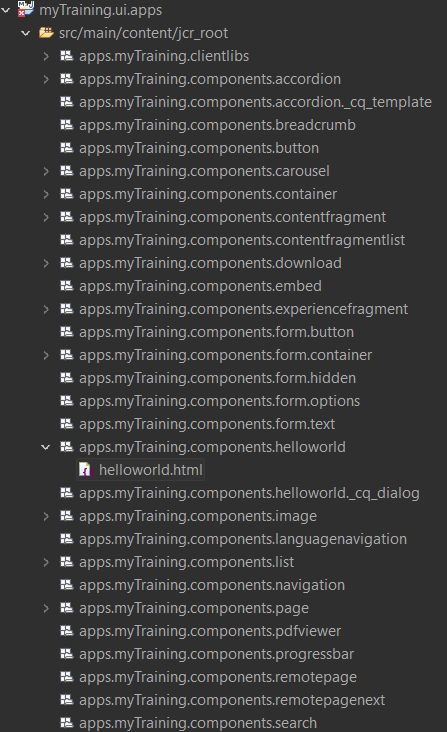 myTraining.ui.apps
src/main/content/jcr_root
apps.myTraining.clientlibs
apps.myTraining.components.accordion
apps.myTraining.components.accordion._cq_template
apps.myTraining.components.breadcrumb
apps.myTraining.components.button
apps.myTraining.components.carousel
apps.myTraining.components.container
apps.myTraining.components.contentfragment
apps.myTraining.components.contentfragmentlist
apps.myTraining.components.download
apps.myTraining.components.embed
apps.myTraining.components.experiencefragment
apps.myTraining.components.form.button
apps.myTraining.components.form.container
apps.myTraining.components.form.hidden
apps.myTraining.components.form.options
apps.myTraining.components.form.text
apps.myTraining.components.helloworld
helloworld.html
apps.myTraining.components.helloworld._cq_dialog
apps.myTraining.components.image
apps.myTraining.components.languagenavigation
apps.myTraining.components.list
apps.myTraining.components.navigation
apps.myTraining.components.page
apps.myTraining.components.pdfviewer
apps.myTraining.components.progressbar
apps.myTraining.components.remotepage
apps.myTraining.components.remotepagenext
apps.myTraining.components.search